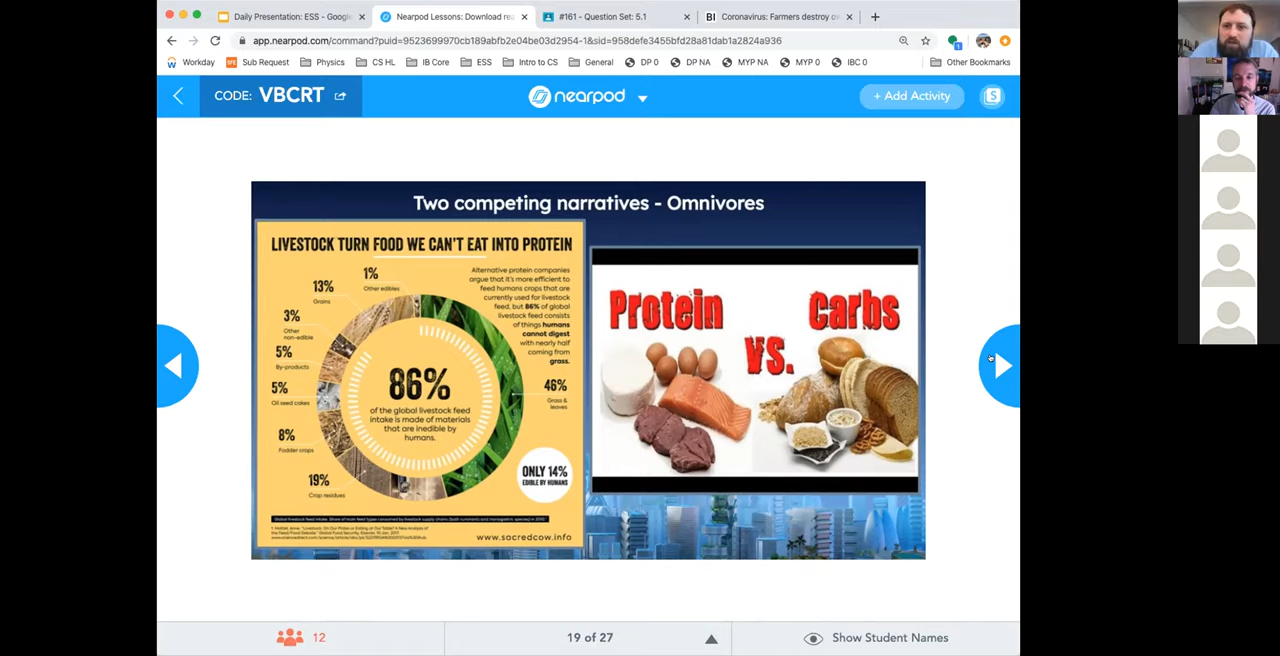 Daily Presentation: ESS - Google
Nearpod Lessons: Download rea
#161 - Question Set: 5.1
BI Coronavirus: Farmers destroy ov
app.nearpod.com/command?puid=9523699970cb189abfb2e04be03d2954-1&sid=958defe3455bfd28a81dab1a2824a936
Workday
Sub Request
Physics
CS HL
IB Core
ESS
Intro to CS
General
DP 0
DP NA
MYP NA
MYP 0
IBC 0
Other Bookmarks
CODE: VBCRT
nearpod
+ Add Activity
S
Two competing narratives - Omnivores
LIVESTOCK TURN FOOD WE CAN'T EAT INTO PROTEIN
Alternative protein companies
argue that it's more efficient to
feed humans crops that are
currently used for livestock
feed, but 86% of global
livestock feed consists
of things humans
cannot digest
with nearly half
coming from
grass.
1%
Other edibles
13%
Grains
3%
Other
non-edible
5%
By-products
5%
Oil seed cakes
8%
Fodder crops
19%
Crop residues
46%
Grass &
leaves
86%
of the global livestock feed
intake is made of materials
that are inedible by
humans.
ONLY 14%
EDIBLE BY HUMANS
www.sacredcow.info
Protein
vs.
Carbs
12
19 of 27
Show Student Names